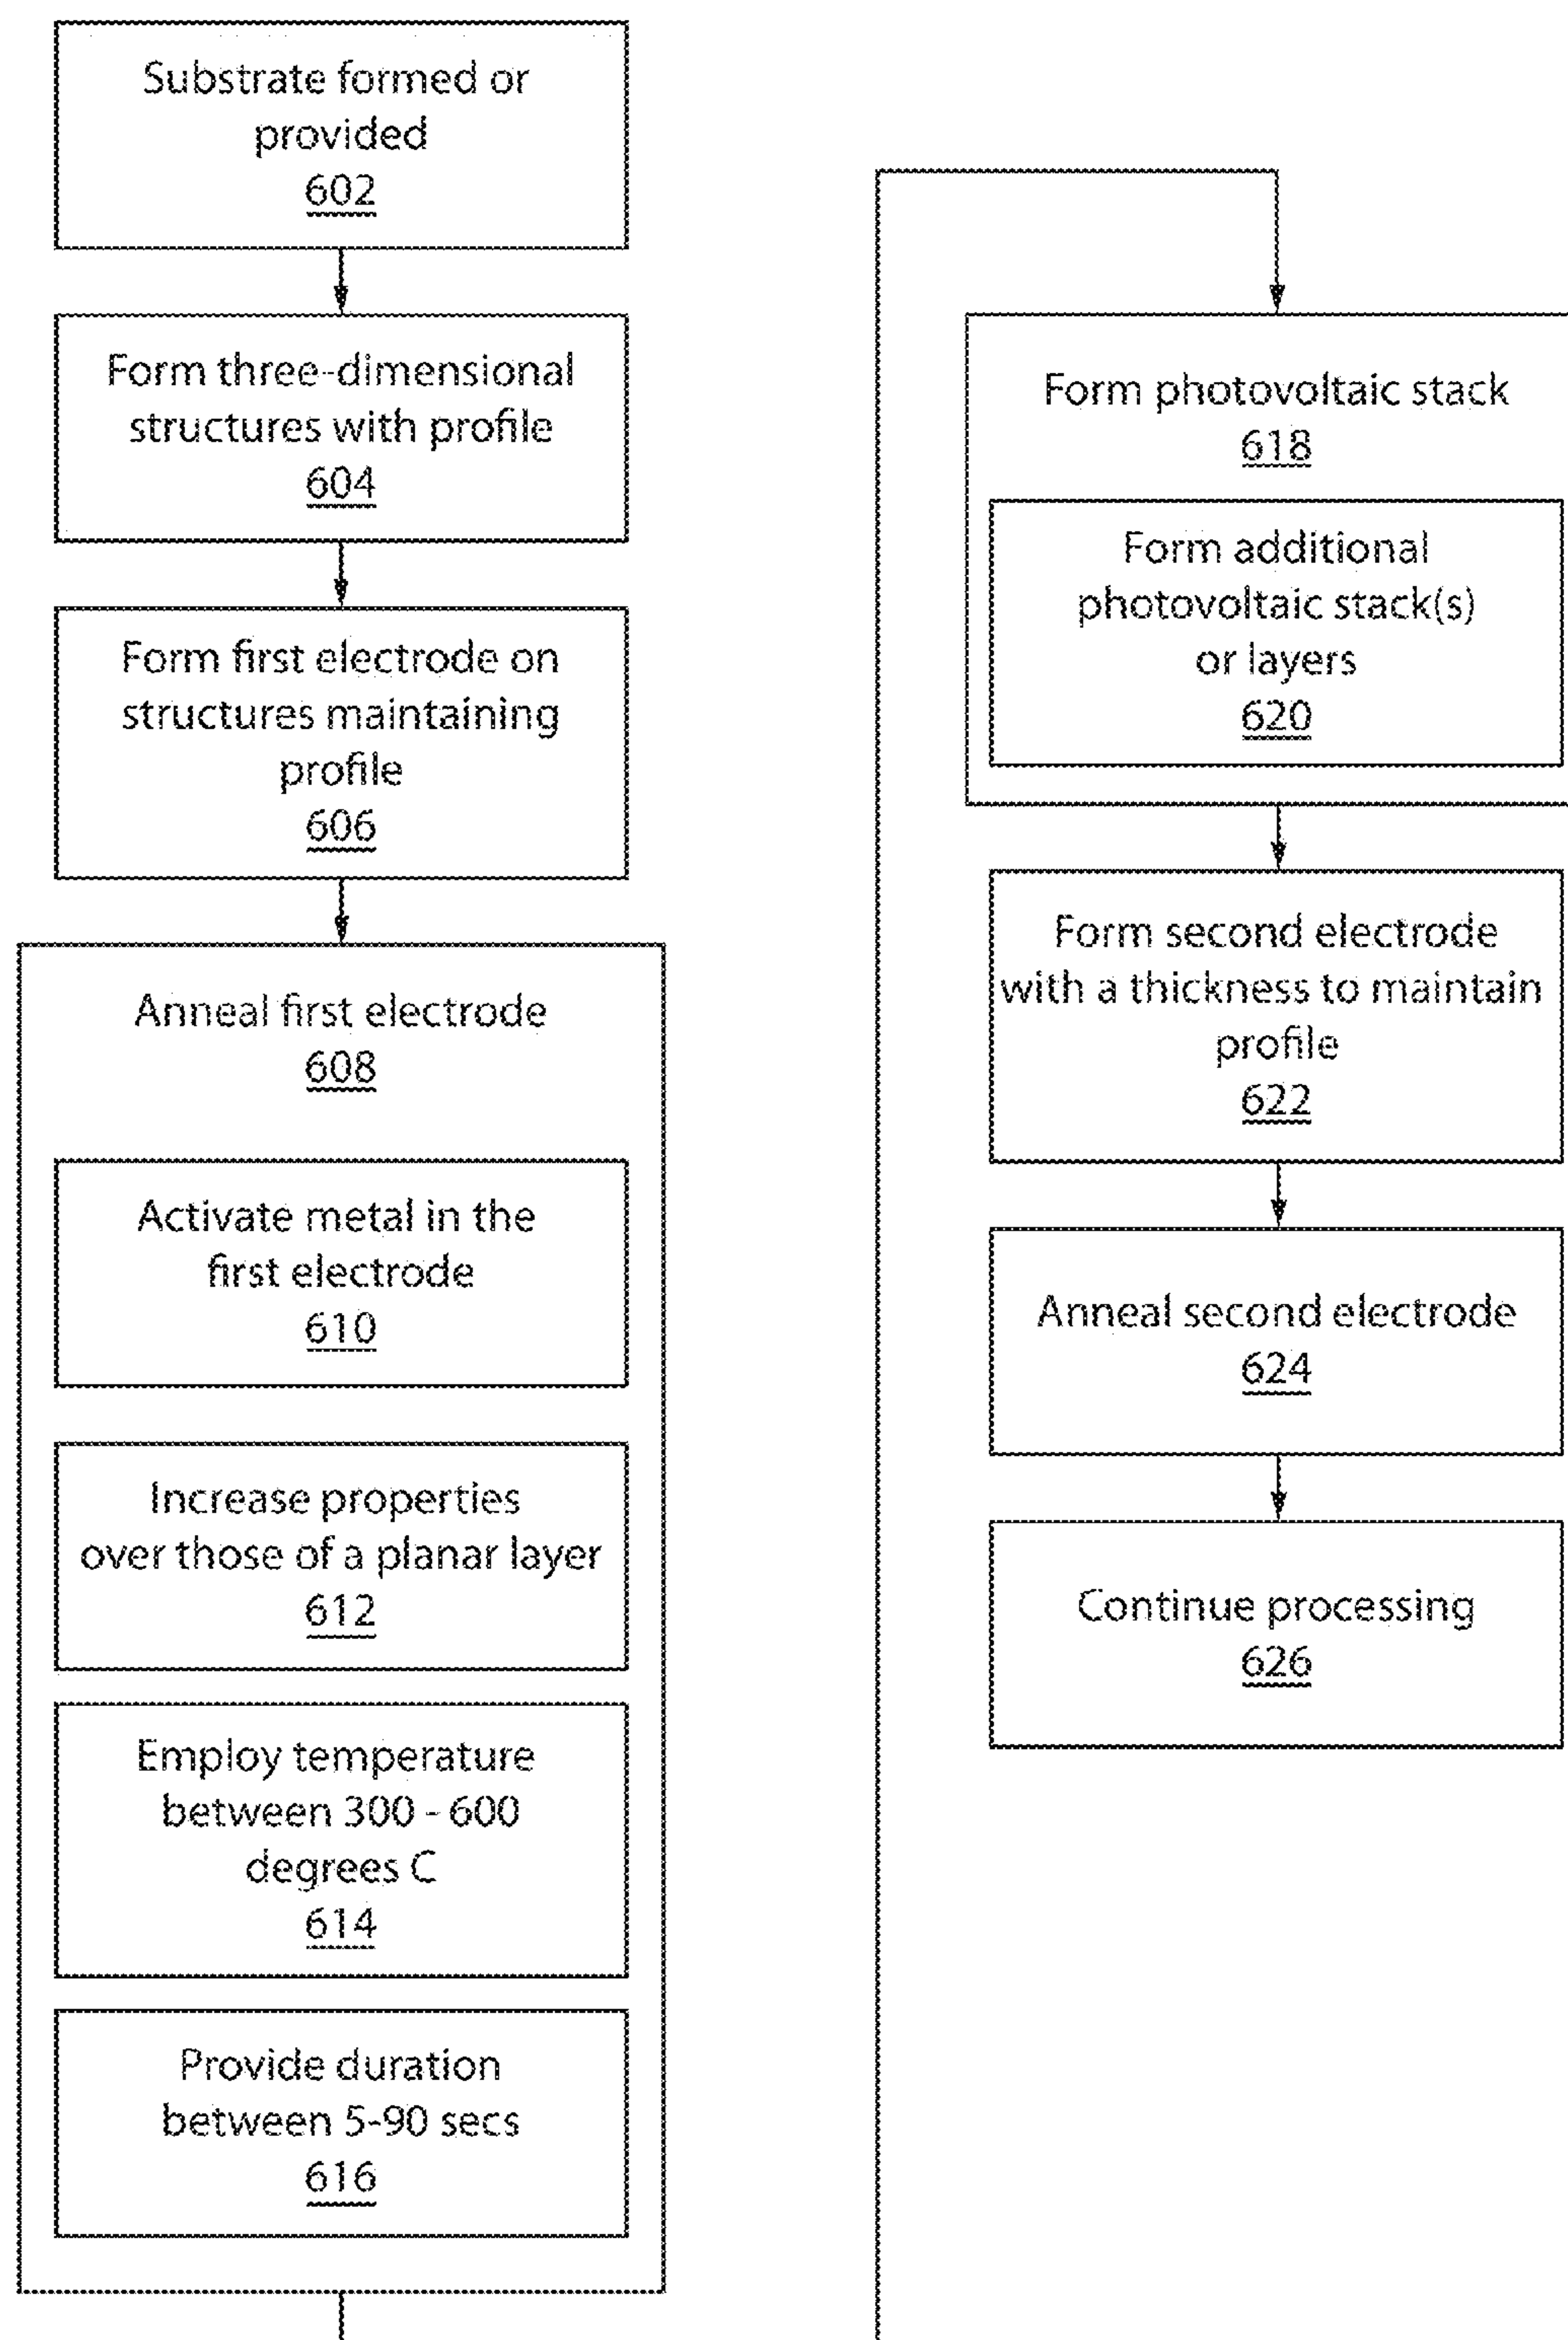 Substrate formed or
provided
602
Form three-dimensional
structures with profile
604
Form first electrode on
structures maintaining
profile
606
Anneal first electrode
608
Activate metal in the
first electrode
610
Increase properties
over those of a planar layer
612
Employ temperature
between 300 - 600
degrees C
614
Provide duration
between 5-90 secs
616
Form photovoltaic stack
618
Form additional
photovoltaic stack(s)
or layers
620
Form second electrode
with a thickness to maintain
profile
622
Anneal second electrode
624
Continue processing
626